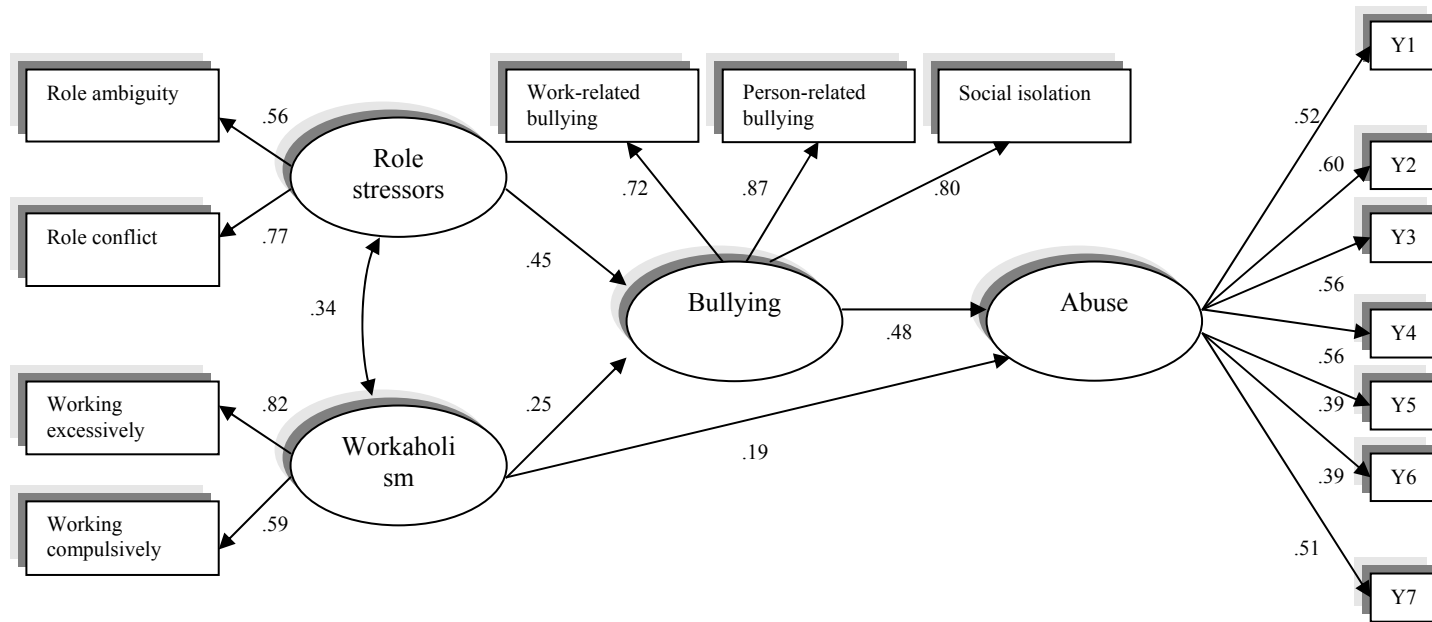 Role ambiguity
.56
Role conflict
.77
Role
stressors
.34
Working
excessively
.82
Working
compulsively
.59
Workaholi
sm
.45
.25
Work-related
bullying
.72
Person-related
bullying
.87
Social isolation
.80
Bullying
.48
.19
Abuse
.52
Y1
.60
Y2
Y3
.56
Y4
.56
Y5
.39
Y6
.39
.51
Y7